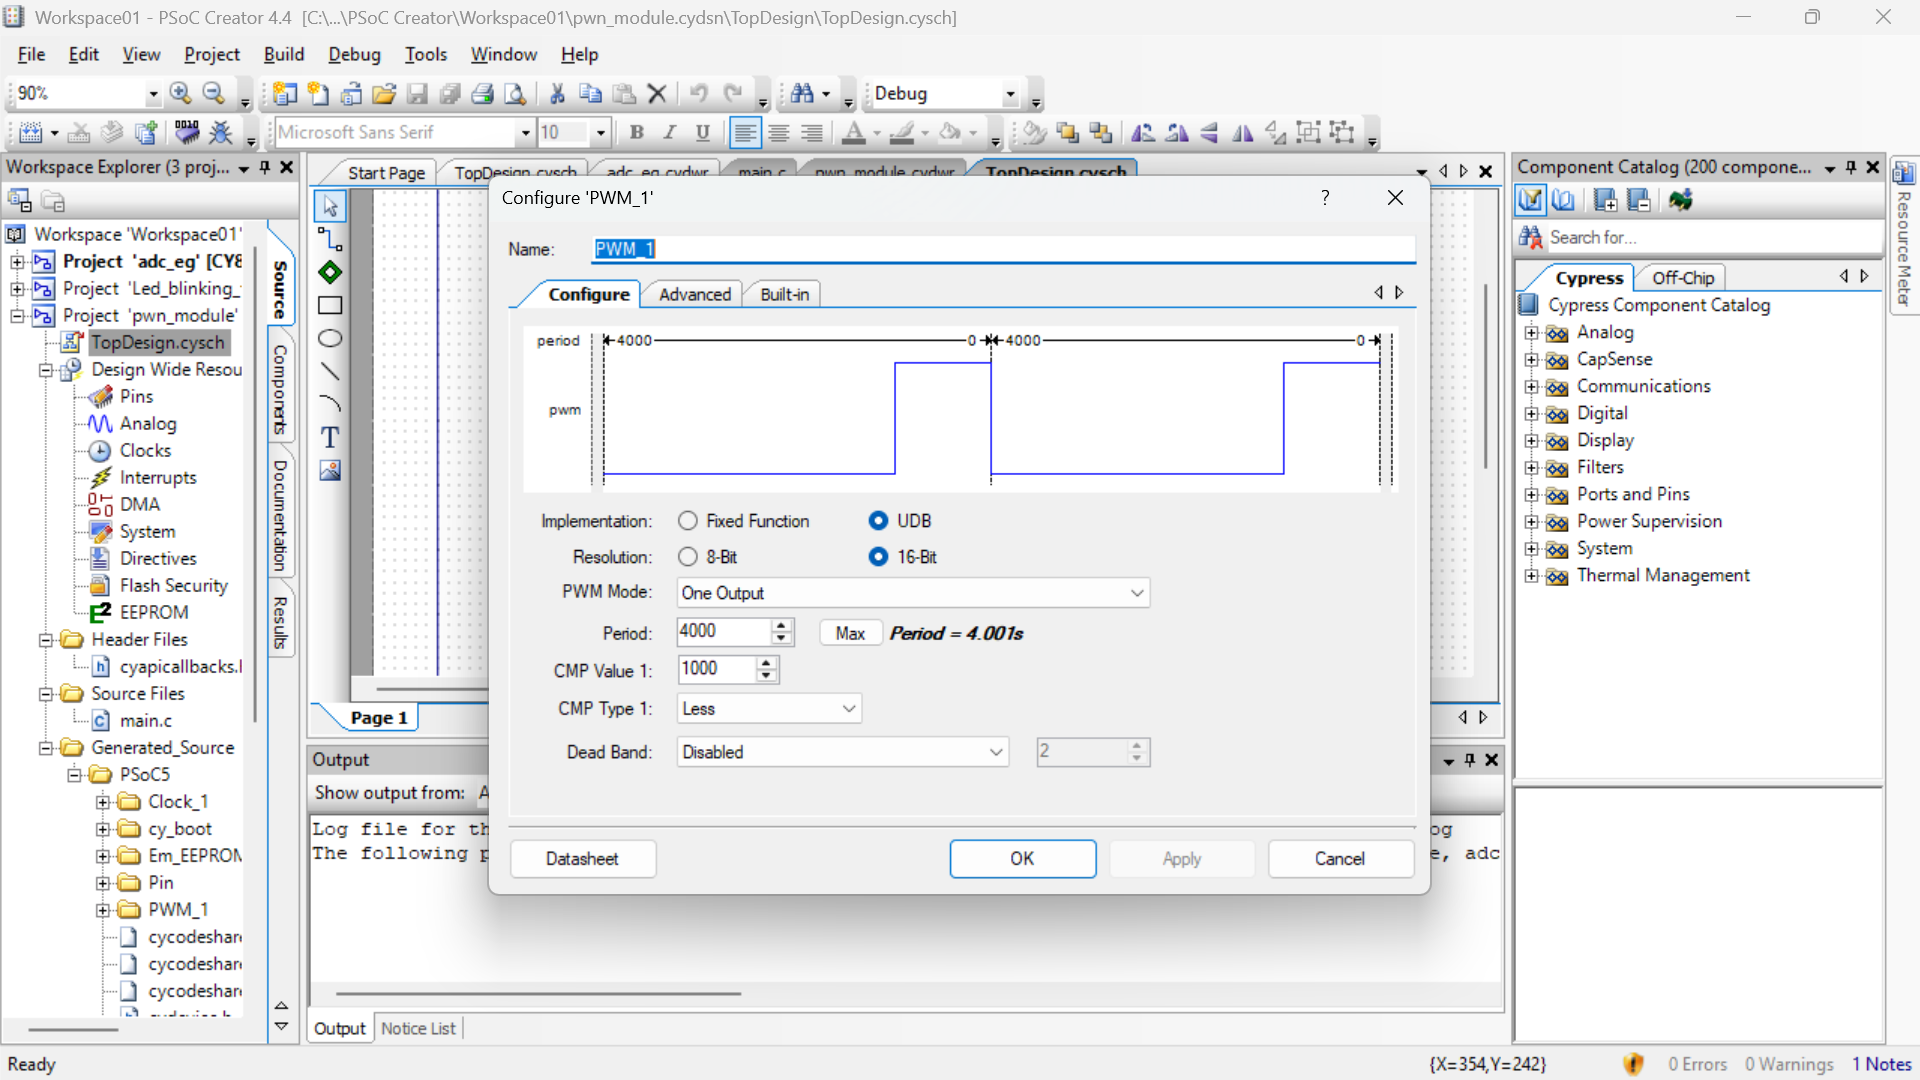 Workspace01 - PSoC Creator 4.4  [C:\...\PSoC Creator\Workspace01\pwn_module.cydsn\TopDesign\TopDesign.cysch]
File Edit View Project Build Debug Tools Window Help
90%
Debug
Microsoft Sans Serif
10
B I U
Workspace Explorer (3 proj...
Start Page
TopDesign.cysch
adc_eg.cydwr
main.c
pwn_module.cydwr
TopDesign.cysch
Workspace 'Workspace01'
Project 'adc_eg' [CY8
Project 'Led_blinking_
Project 'pwn_module'
TopDesign.cysch
Design Wide Resou
Pins
Analog
Clocks
Interrupts
DMA
System
Directives
Flash Security
EEPROM
Header Files
cyapicallbacks.
Source Files
main.c
Generated_Source
PSoC5
Clock_1
cy_boot
Em_EEPROM
Pin
PWM_1
cycodeshar
cycodeshar
cycodeshar
Source
Components
Documentation
Results
Configure 'PWM_1'
?
Name:
PWM_1
Configure
Advanced
Built-in
period
4000
0
4000
0
pwm
Implementation:
Fixed Function
UDB
Resolution:
8-Bit
16-Bit
PWM Mode:
One Output
Period:
4000
Max
Period = 4.001s
CMP Value 1:
1000
CMP Type 1:
Less
Dead Band:
Disabled
2
Datasheet
OK
Apply
Cancel
Page 1
Output
Show output from: A
Log file for th
The following p
og
e, adc
Output
Notice List
Component Catalog (200 compone...
Search for...
Cypress
Off-Chip
Cypress Component Catalog
Analog
CapSense
Communications
Digital
Display
Filters
Ports and Pins
Power Supervision
System
Thermal Management
Resource Meter
Ready
{X=354,Y=242}
0 Errors
0 Warnings
1 Notes